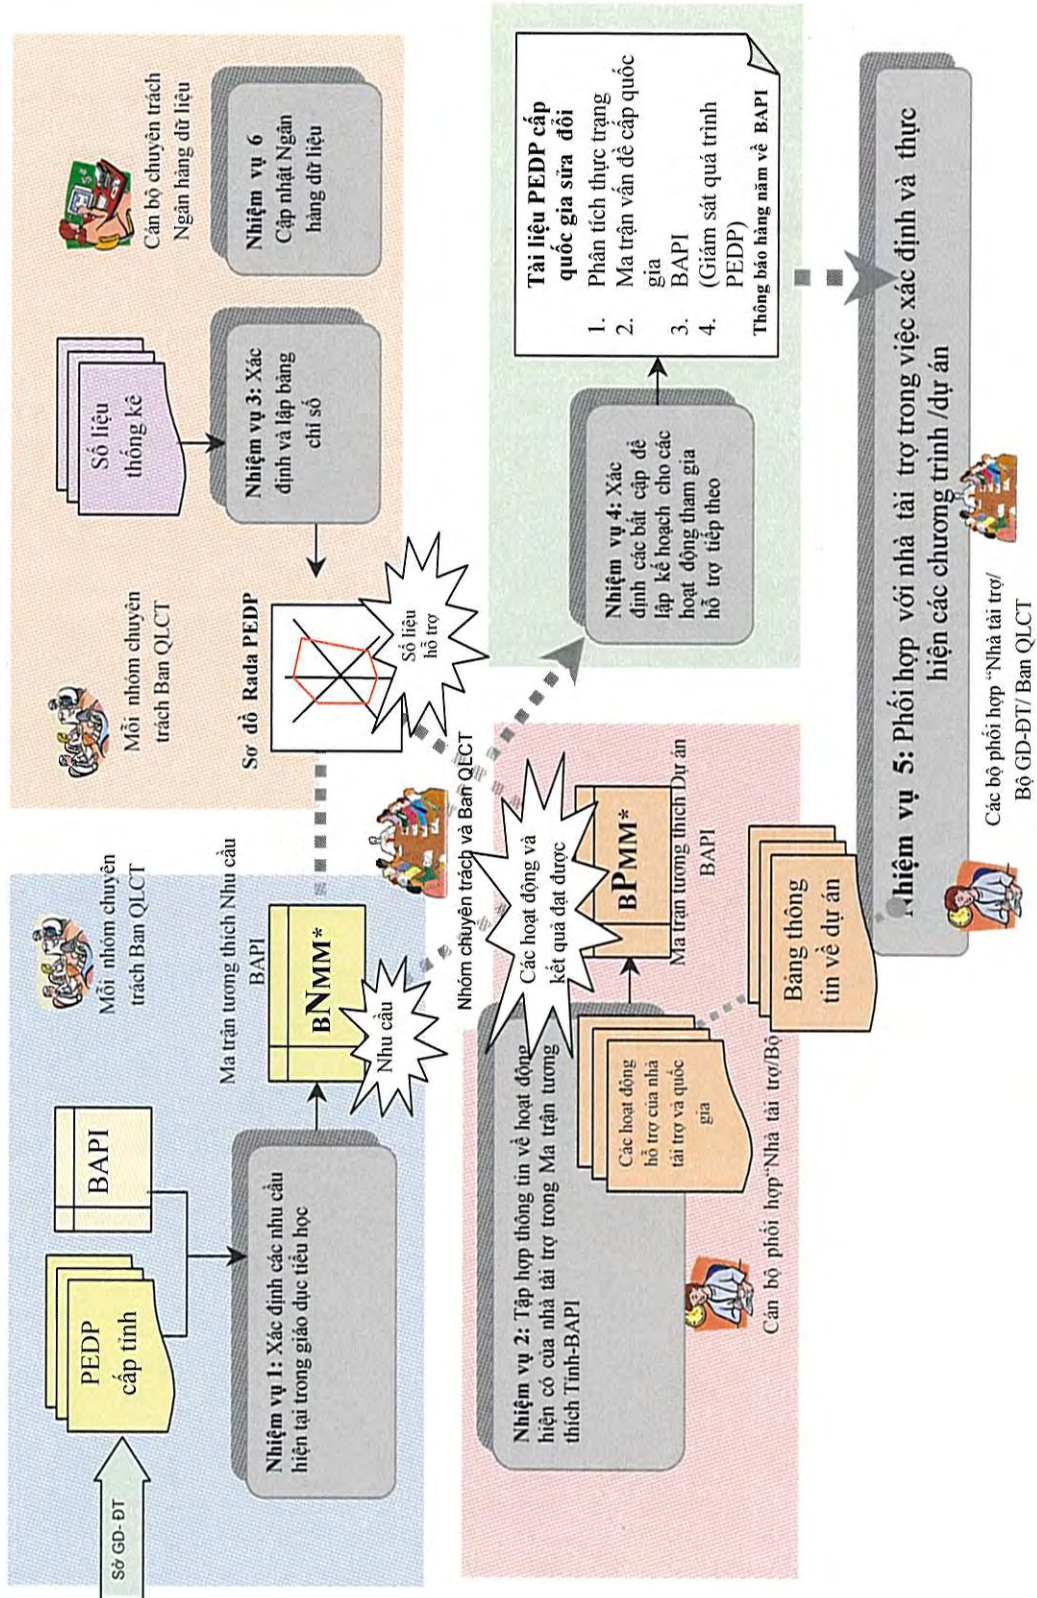 Sở GD- ĐT
PEDP
cấp tỉnh
BAPI
Nhiệm vụ 1: Xác định các nhu cầu
hiện tại trong giáo dục tiểu học
Mỗi nhóm chuyên
trách Ban QLCT
Ma trận tương thích Nhu cầu
BAPI
BNMM*
Nhu cầu
Mỗi nhóm chuyên
trách Ban QLCT
Sơ đồ Rada PEDP
Số liệu
hỗ trợ
Số liệu
thống kê
Nhiệm vụ 3: Xác
định và lập bảng
chỉ số
Cán bộ chuyên trách
Ngân hàng dữ liệu
Nhiệm vụ 6
Cập nhật Ngân
hàng dữ liệu
Nhóm chuyên trách và Ban QLCT
Nhiệm vụ 2: Tập hợp thông tin về hoạt động
hiện có của nhà tài trợ trong Ma trận tương
thích Tỉnh-BAPI
Các hoạt động
hỗ trợ của nhà
tài trợ và quốc
gia
Các hoạt động và
kết quả đạt được
BPMM*
Ma trận tương thích Dự án
BAPI
Cán bộ phối hợp“Nhà tài trợ/Bộ
Bảng thông
tin về dự án
Nhiệm vụ 4: Xác
định các bất cập để
lập kế hoạch cho các
hoạt động tham gia
hỗ trợ tiếp theo
Tài liệu PEDP cấp
quốc gia sửa đổi
1. Phân tích thực trạng
2. Ma trận vấn đề cấp quốc
gia
3. BAPI
4. (Giám sát quá trình
PEDP)
Thông báo hàng năm về BAPI
Nhiệm vụ 5: Phối hợp với nhà tài trợ trong việc xác định và thực
hiện các chương trình /dự án
Các bộ phối hợp “Nhà tài trợ/
Bộ GD-ĐT/ Ban QLCT